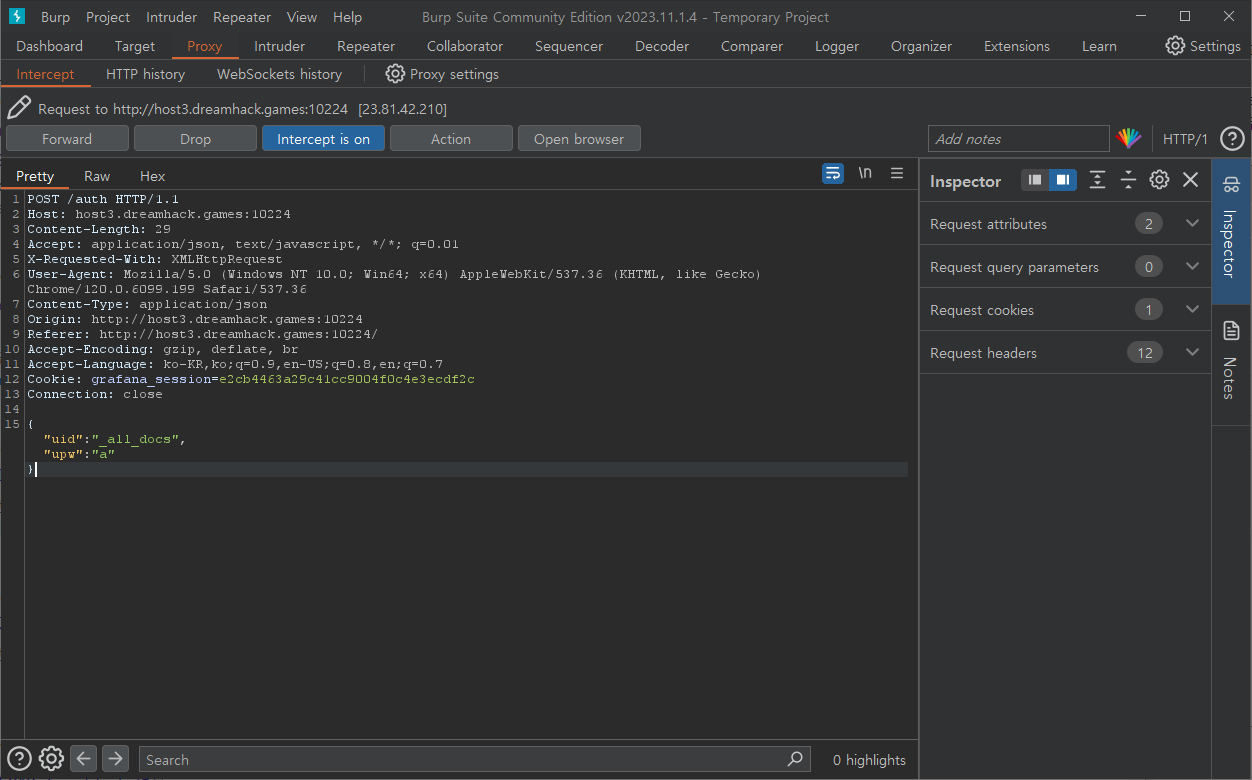 Burp Project Intruder Repeater View Help Burp Suite Community Edition v2023.11.1.4 - Temporary Project
Dashboard Target Proxy Intruder Repeater Collaborator Sequencer Decoder Comparer Logger Organizer Extensions Learn Settings
Intercept HTTP history WebSockets history Proxy settings
Request to http://host3.dreamhack.games:10224 [23.81.42.210]
Forward Drop Intercept is on Action Open browser Add notes HTTP/1 ?
Pretty Raw Hex \n
1 POST /auth HTTP/1.1
2 Host: host3.dreamhack.games:10224
3 Content-Length: 29
4 Accept: application/json, text/javascript, */*; q=0.01
5 X-Requested-With: XMLHttpRequest
6 User-Agent: Mozilla/5.0 (Windows NT 10.0; Win64; x64) AppleWebKit/537.36 (KHTML, like Gecko)
Chrome/120.0.6099.199 Safari/537.36
7 Content-Type: application/json
8 Origin: http://host3.dreamhack.games:10224
9 Referer: http://host3.dreamhack.games:10224/
10 Accept-Encoding: gzip, deflate, br
11 Accept-Language: ko-KR,ko;q=0.9,en-US;q=0.8,en;q=0.7
12 Cookie: grafana_session=e2cb4463a29c41cc9004f0c4e3ecdf2c
13 Connection: close
14
15 {
"uid":"_all_docs",
"upw":"a"
}
Inspector
Request attributes 2
Request query parameters 0
Request cookies 1
Request headers 12
Inspector
Notes
? Search 0 highlights